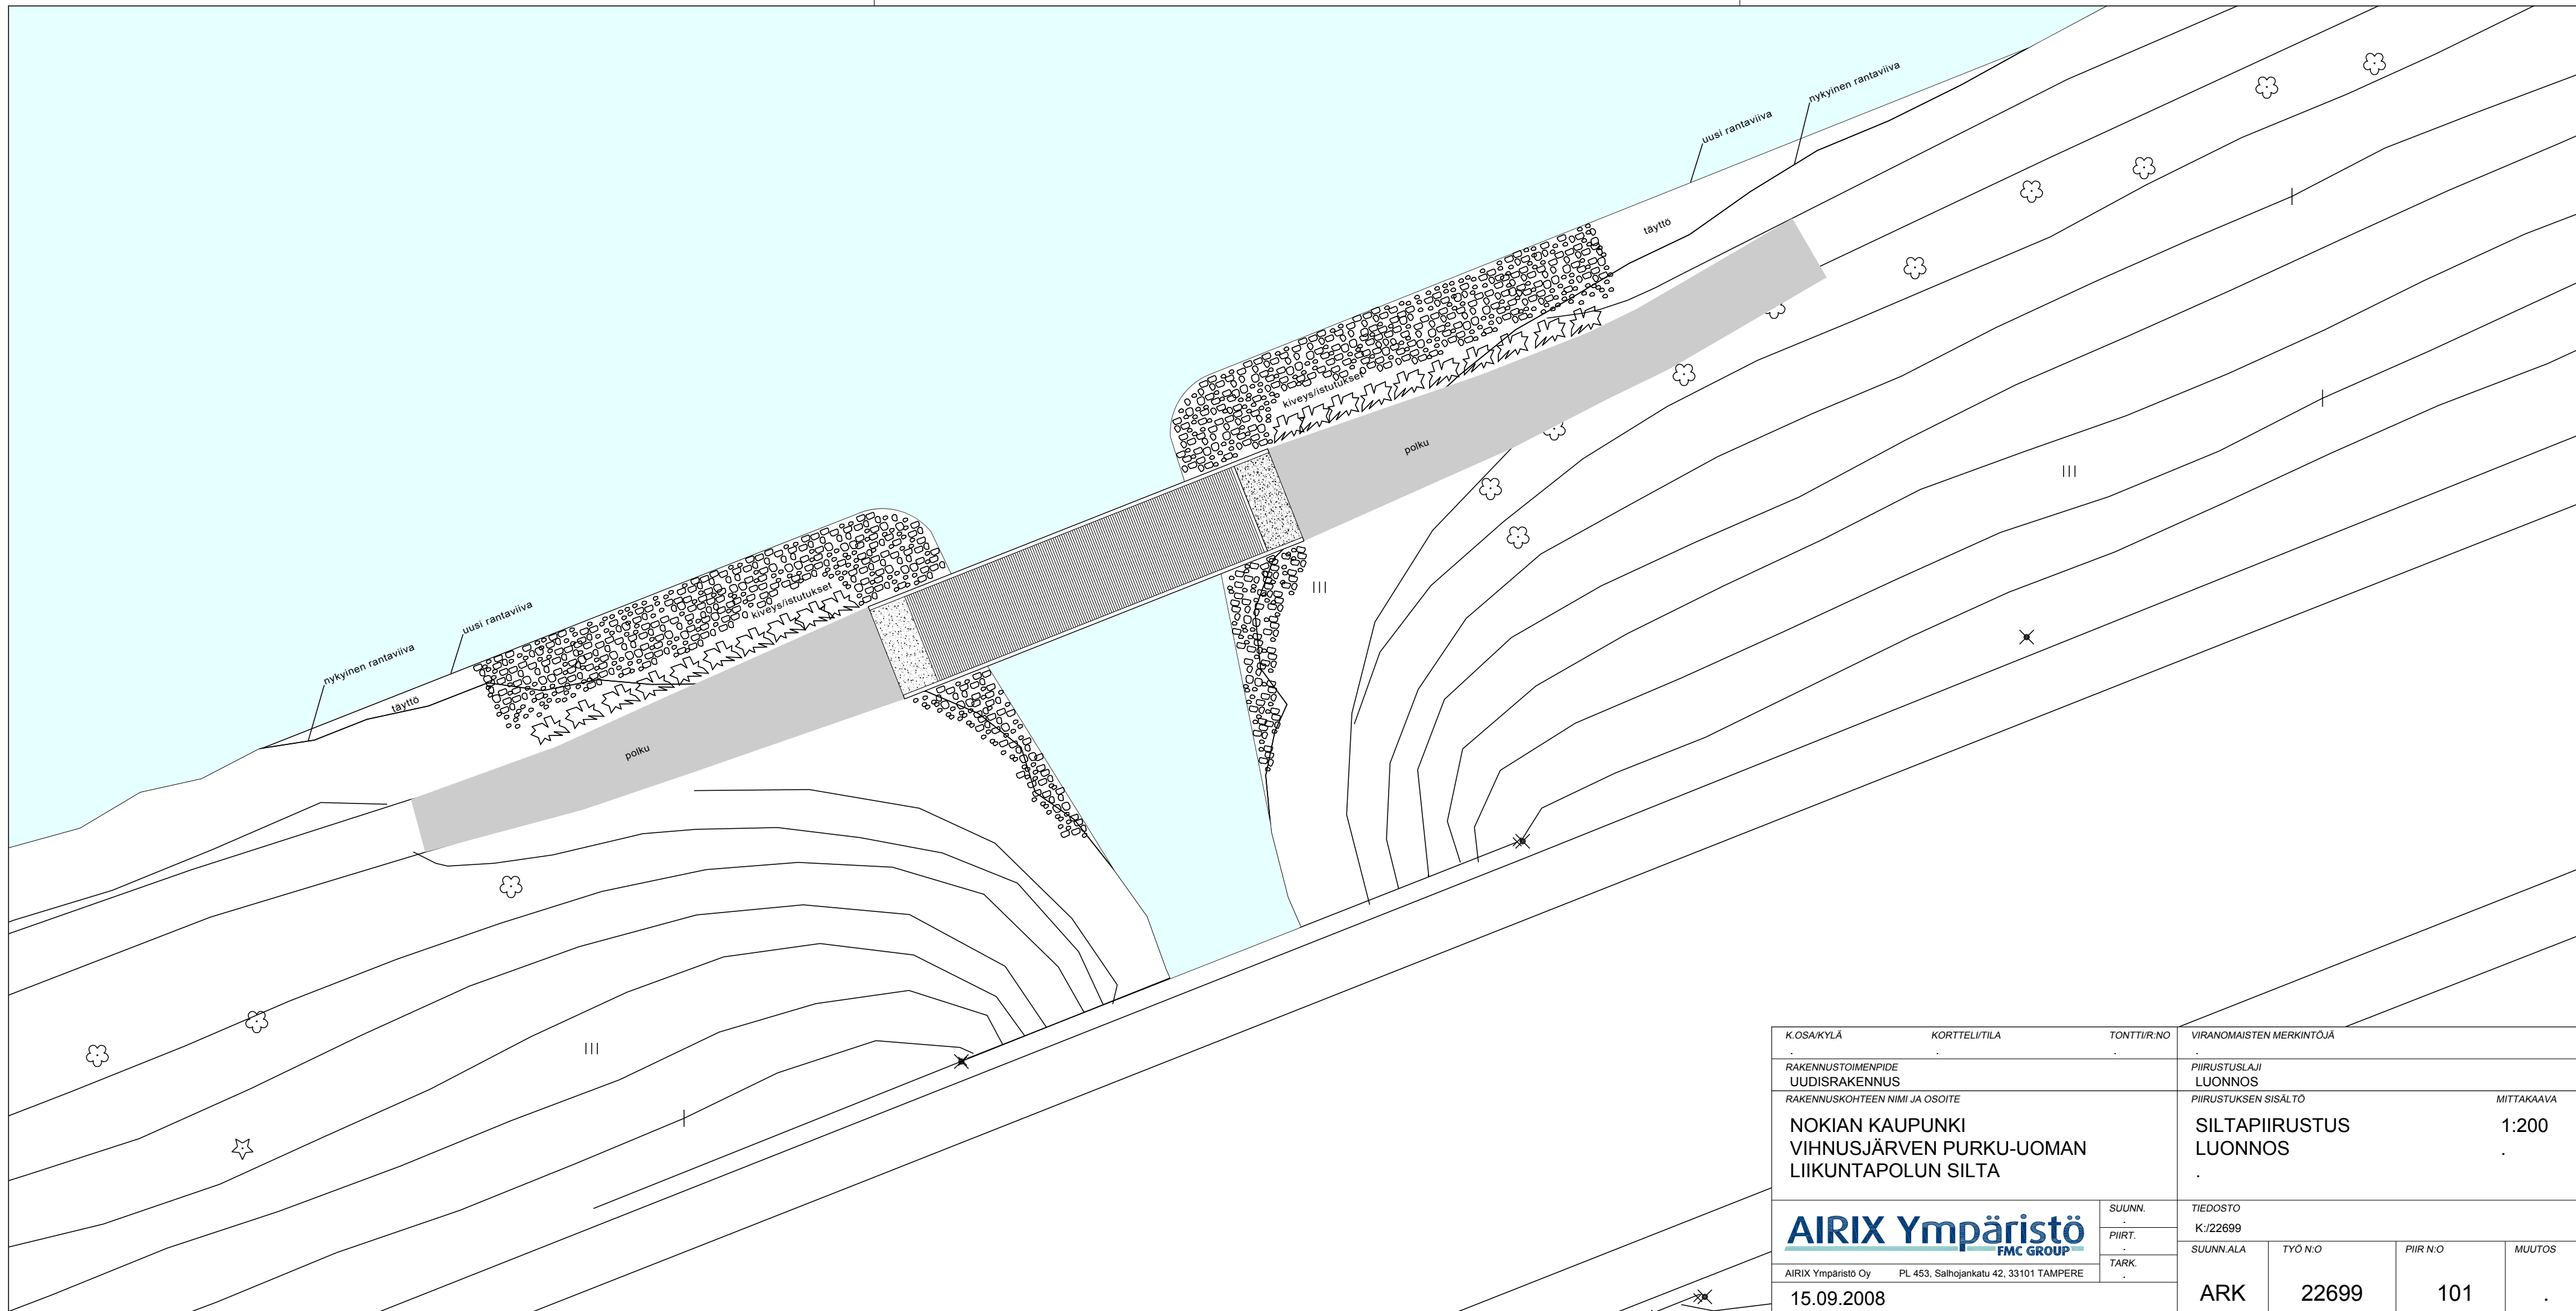 nykyinen rantaviiva
uusi rantaviiva
täyttö
kiveys/istutukset
polku
kiveys/istutukset
uusi rantaviiva
nykyinen rantaviiva
täyttö
polku
K.OSA/KYLÄ KORTTELI/TILA TONTTI/R:NO
. . .
VIRANOMAISTEN MERKINTÖJÄ
.
RAKENNUSTOIMENPIDE
UUDISRAKENNUS
PIIRUSTUSLAJI
LUONNOS
RAKENNUSKOHTEEN NIMI JA OSOITE
NOKIAN KAUPUNKI
VIHNUSJÄRVEN PURKU-UOMAN
LIIKUNTAPOLUN SILTA
PIIRUSTUKSEN SISÄLTÖ MITTAKAAVA
SILTAPIIRUSTUS 1:200
LUONNOS .
.
AIRIX Ympäristö
FMC GROUP
AIRIX Ympäristö Oy PL 453, Salhojankatu 42, 33101 TAMPERE
15.09.2008
SUUNN.
.
PIIRT.
.
TARK.
.
TIEDOSTO
K:/22699
SUUNN.ALA TYÖ N:O PIIR N:O MUUTOS
ARK 22699 101 .